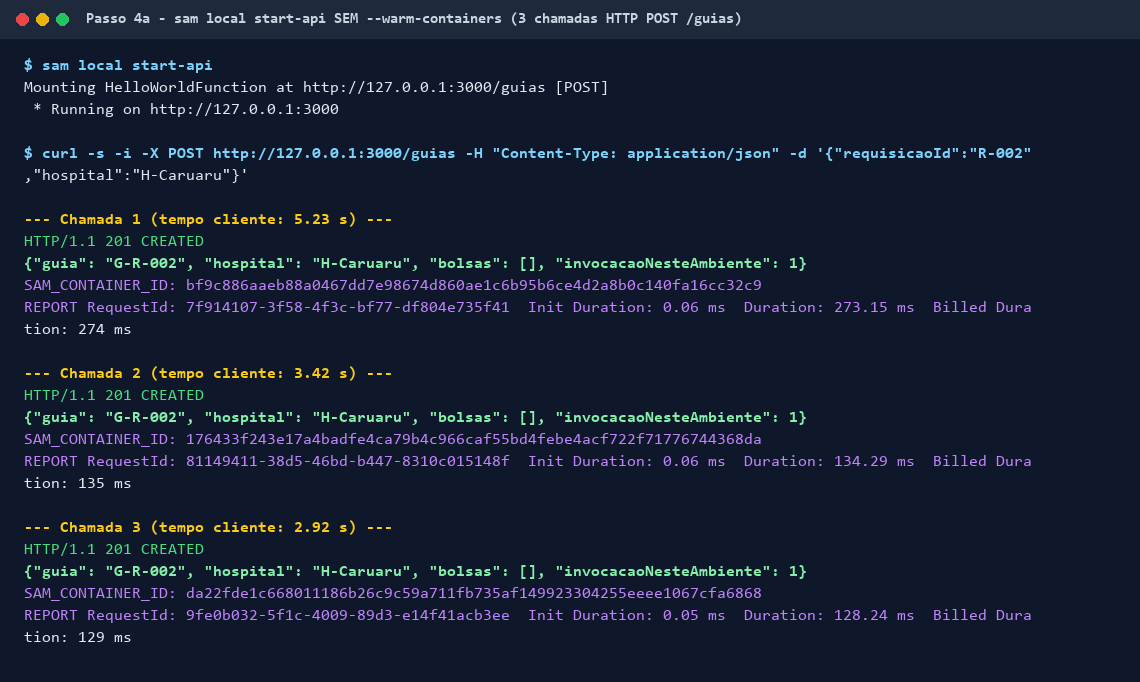 Passo 4a - sam local start-api SEM --warm-containers (3 chamadas HTTP POST /guias)
$ sam local start-api
Mounting HelloWorldFunction at http://127.0.0.1:3000/guias [POST]
 * Running on http://127.0.0.1:3000
$ curl -s -i -X POST http://127.0.0.1:3000/guias -H "Content-Type: application/json" -d '{"requisicaoId":"R-002"
,"hospital":"H-Caruaru"}'
--- Chamada 1 (tempo cliente: 5.23 s) ---
HTTP/1.1 201 CREATED
{"guia": "G-R-002", "hospital": "H-Caruaru", "bolsas": [], "invocacaoNesteAmbiente": 1}
SAM_CONTAINER_ID: bf9c886aaeb88a0467dd7e98674d860ae1c6b95b6ce4d2a8b0c140fa16cc32c9
REPORT RequestId: 7f914107-3f58-4f3c-bf77-df804e735f41  Init Duration: 0.06 ms  Duration: 273.15 ms  Billed Dura
tion: 274 ms
--- Chamada 2 (tempo cliente: 3.42 s) ---
HTTP/1.1 201 CREATED
{"guia": "G-R-002", "hospital": "H-Caruaru", "bolsas": [], "invocacaoNesteAmbiente": 1}
SAM_CONTAINER_ID: 176433f243e17a4badfe4ca79b4c966caf55bd4febe4acf722f71776744368da
REPORT RequestId: 81149411-38d5-46bd-b447-8310c015148f  Init Duration: 0.06 ms  Duration: 134.29 ms  Billed Dura
tion: 135 ms
--- Chamada 3 (tempo cliente: 2.92 s) ---
HTTP/1.1 201 CREATED
{"guia": "G-R-002", "hospital": "H-Caruaru", "bolsas": [], "invocacaoNesteAmbiente": 1}
SAM_CONTAINER_ID: da22fde1c668011186b26c9c59a711fb735af149923304255eeee1067cfa6868
REPORT RequestId: 9fe0b032-5f1c-4009-89d3-e14f41acb3ee  Init Duration: 0.05 ms  Duration: 128.24 ms  Billed Dura
tion: 129 ms